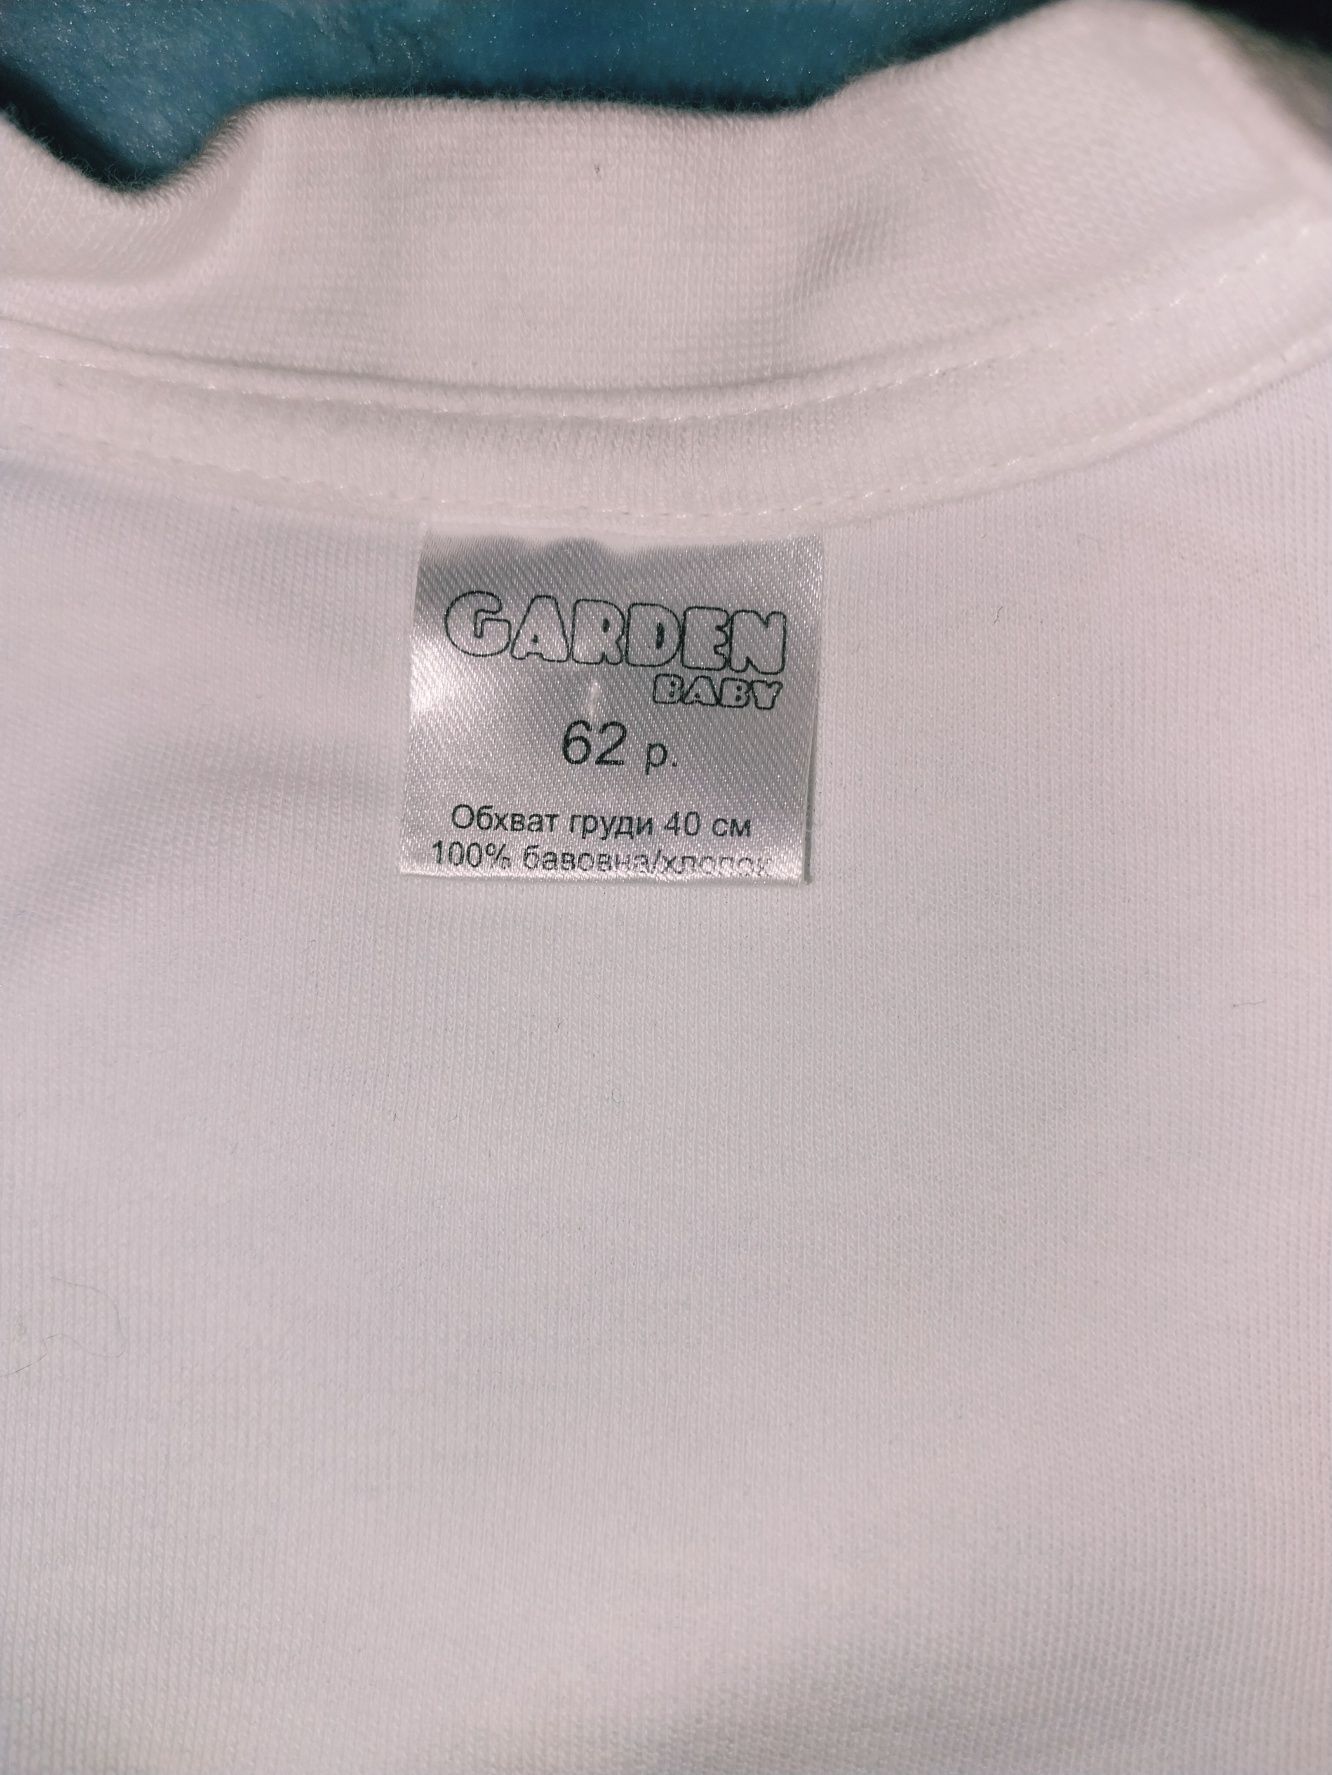 GARDEN
BABY
62 р.
Обхват груди 40 см
100% бавовна/хлопок